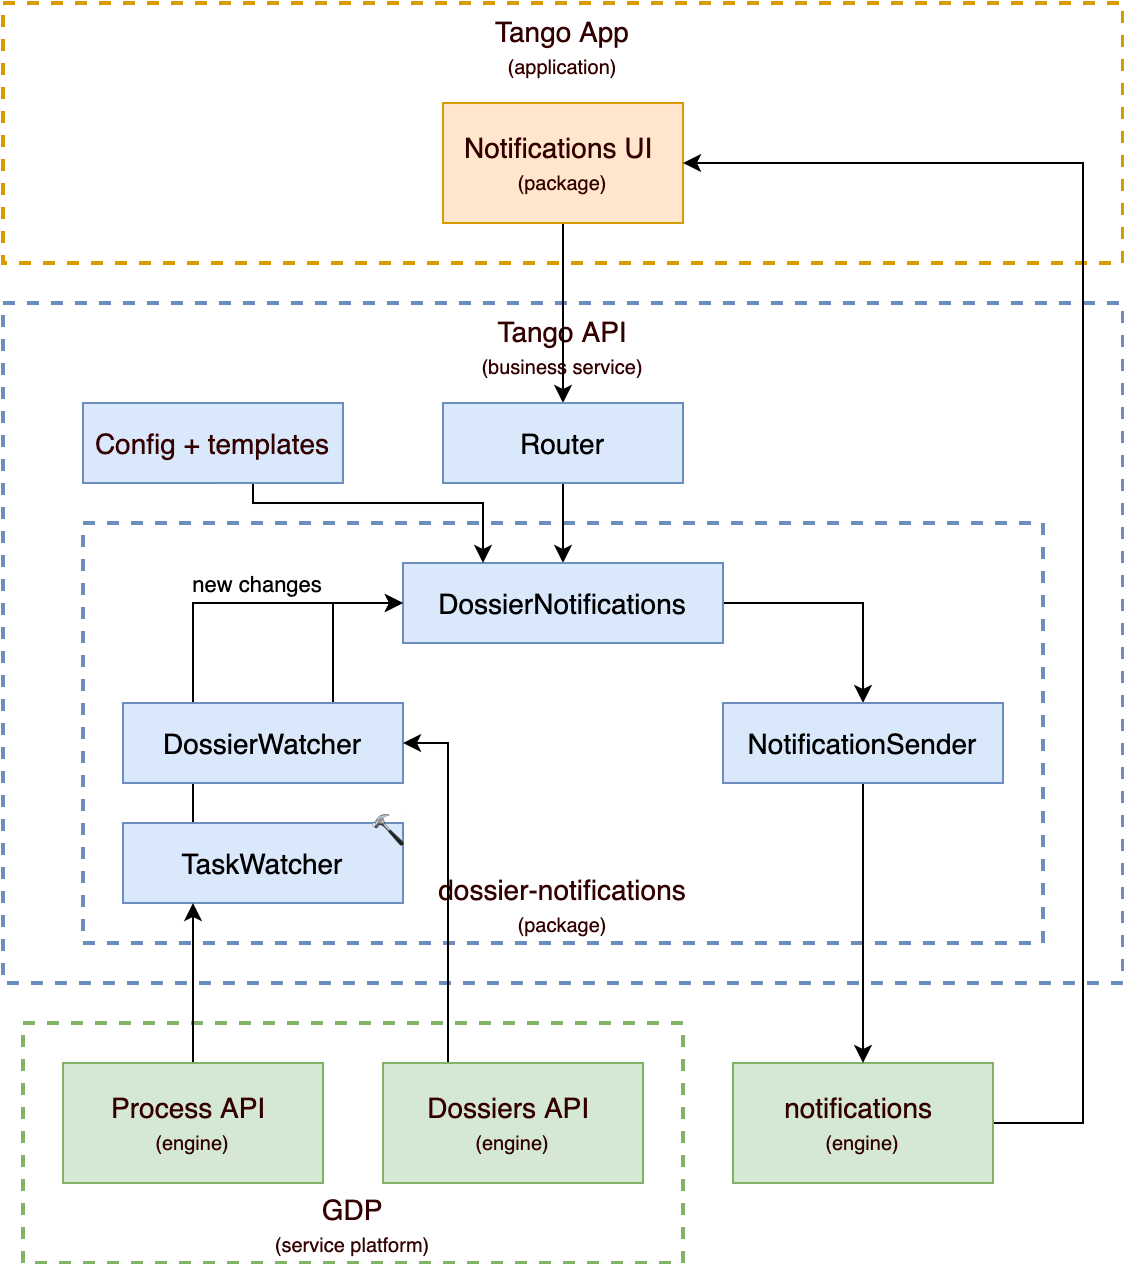 Tango App
(application)
Notifications UI
(package)
Tango API
(business service)
Config + templates
Router
new changes
DossierNotifications
DossierWatcher
NotificationSender
TaskWatcher
dossier-notifications
(package)
Process API
(engine)
Dossiers API
(engine)
notifications
(engine)
GDP
(service platform)